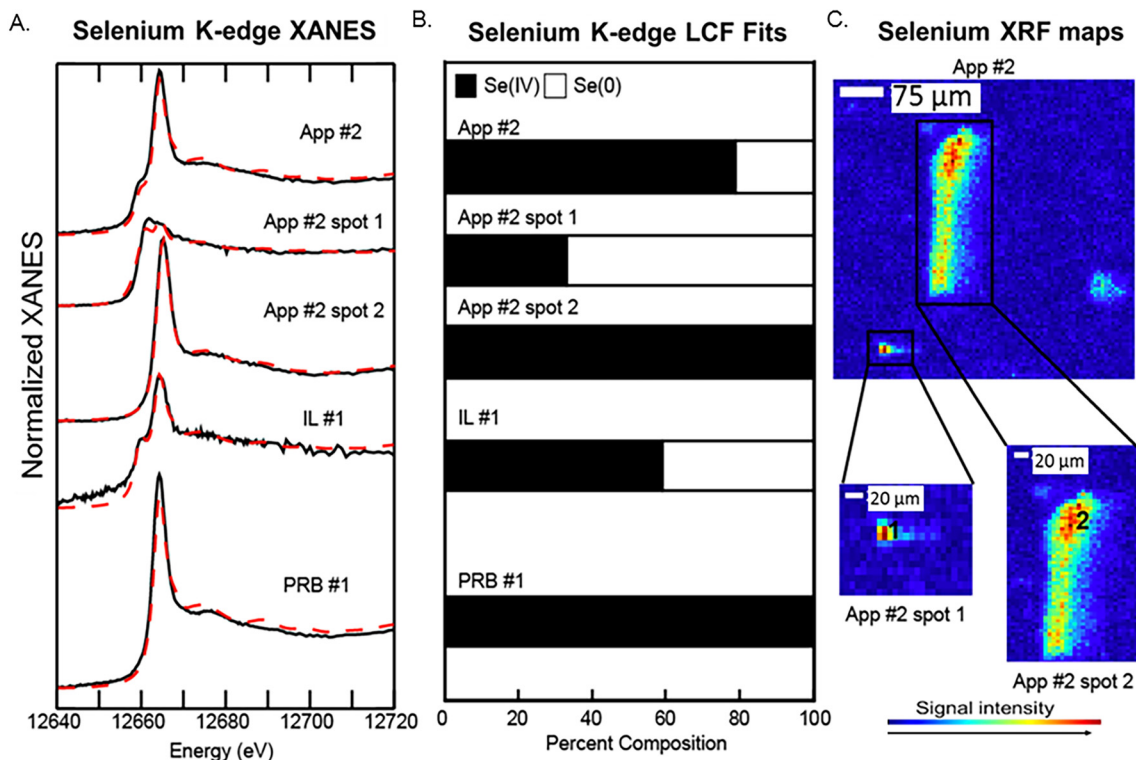 A.
Selenium K-edge XANES
Normalized XANES
App #2
App #2 spot 1
App #2 spot 2
IL #1
PRB #1
12640 12660 12680 12700 12720
Energy (eV)
B.
Selenium K-edge LCF Fits
Se(IV) Se(0)
App #2
App #2 spot 1
App #2 spot 2
IL #1
PRB #1
0 20 40 60 80 100
Percent Composition
C.
Selenium XRF maps
App #2
75 µm
20 µm
1
App #2 spot 1
20 µm
2
App #2 spot 2
Signal intensity